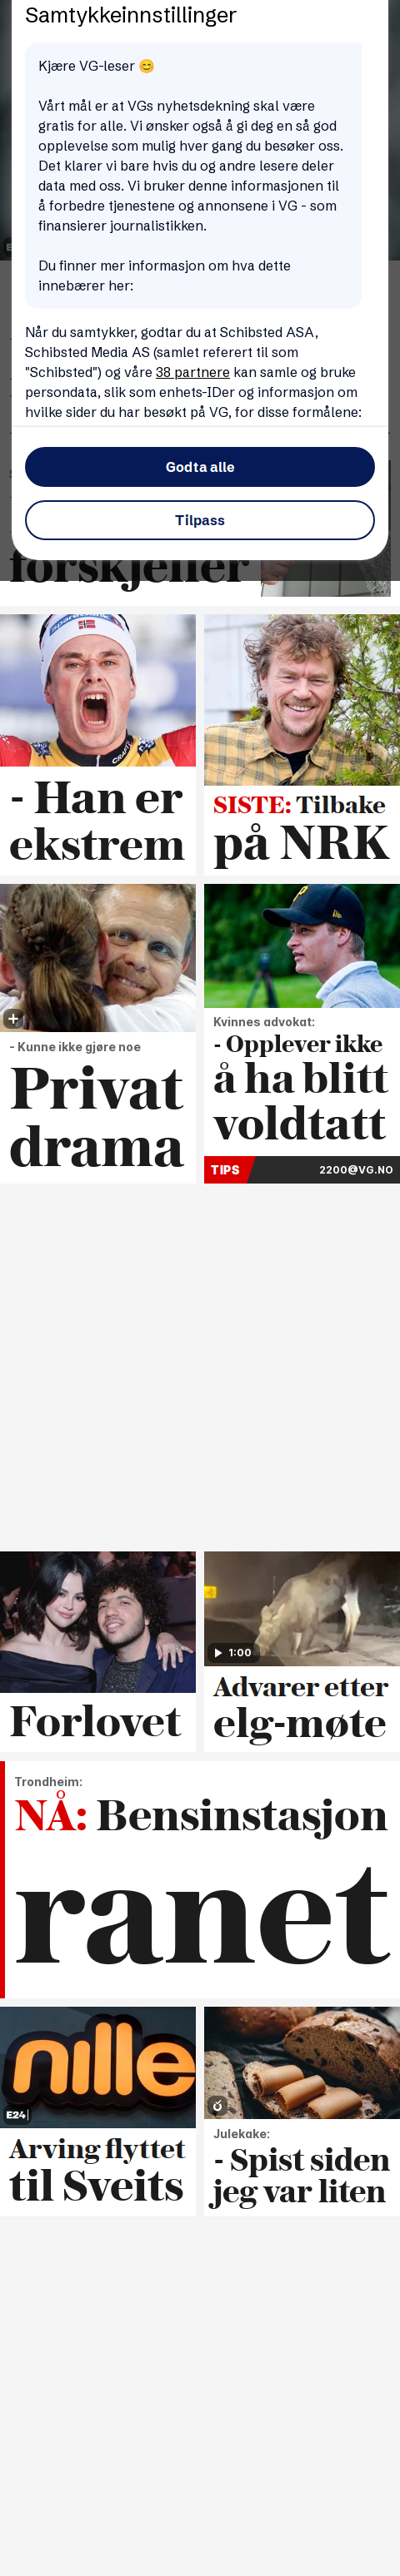 Samtykkeinnstillinger
Kjære VG-leser 😊
Vårt mål er at VGs nyhetsdekning skal være
gratis for alle. Vi ønsker også å gi deg en så god
opplevelse som mulig hver gang du besøker oss.
Det klarer vi bare hvis du og andre lesere deler
data med oss. Vi bruker denne informasjonen til
å forbedre tjenestene og annonsene i VG - som
finansierer journalistikken.
Du finner mer informasjon om hva dette
innebærer her:
Når du samtykker, godtar du at Schibsted ASA,
Schibsted Media AS (samlet referert til som
"Schibsted") og våre 38 partnere kan samle og bruke
persondata, slik som enhets-IDer og informasjon om
hvilke sider du har besøkt på VG, for disse formålene:
Godta alle
Tilpass
forskjeller
- Han er
ekstrem
SISTE: Tilbake
på NRK
- Kunne ikke gjøre noe
Privat
drama
Kvinnes advokat:
- Opplever ikke
å ha blitt
voldtatt
TIPS 2200@VG.NO
Forlovet
1:00
Advarer etter
elg-møte
Trondheim:
NÅ: Bensinstasjon
ranet
nille
E24
Arving flyttet
til Sveits
Julekake:
- Spist siden
jeg var liten